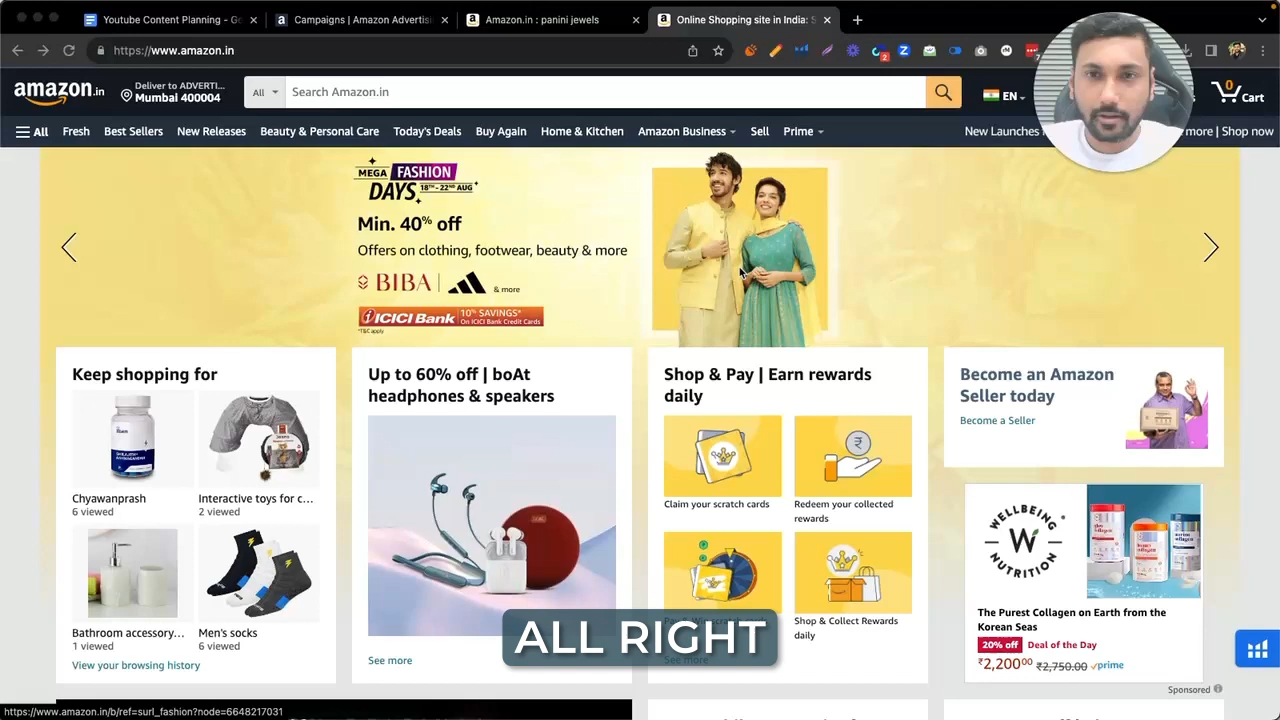 Youtube Content Planning - Go
Campaigns | Amazon Advertis
Amazon.in : panini jewels
Online Shopping site in India: S
https://www.amazon.in
2
amazon.in
Deliver to ADVERTI...
Mumbai 400004
All
Search Amazon.in
EN
0
Cart
All
Fresh
Best Sellers
New Releases
Beauty & Personal Care
Today's Deals
Buy Again
Home & Kitchen
Amazon Business
Sell
Prime
New Launches
more | Shop now
MEGA FASHION
DAYS 18TH-22ND AUG
Min. 40% off
Offers on clothing, footwear, beauty & more
BIBA
& more
ICICI Bank 10% SAVINGS*
On ICICI Bank Credit Cards
*T&C apply
Keep shopping for
Chyawanprash
6 viewed
Interactive toys for c...
2 viewed
Bathroom accessory...
1 viewed
Men's socks
6 viewed
View your browsing history
Up to 60% off | boAt
headphones & speakers
See more
Shop & Pay | Earn rewards
daily
Claim your scratch cards
Redeem your collected
rewards
Shop & Collect Rewards
daily
See more
Become an Amazon
Seller today
Become a Seller
WELLBEING
W
NUTRITION
The Purest Collagen on Earth from the
Korean Seas
20% off Deal of the Day
₹2,200.00 ₹2,750.00 prime
Sponsored
ALL RIGHT
https://www.amazon.in/b/ref=surl_fashion?node=6648217031